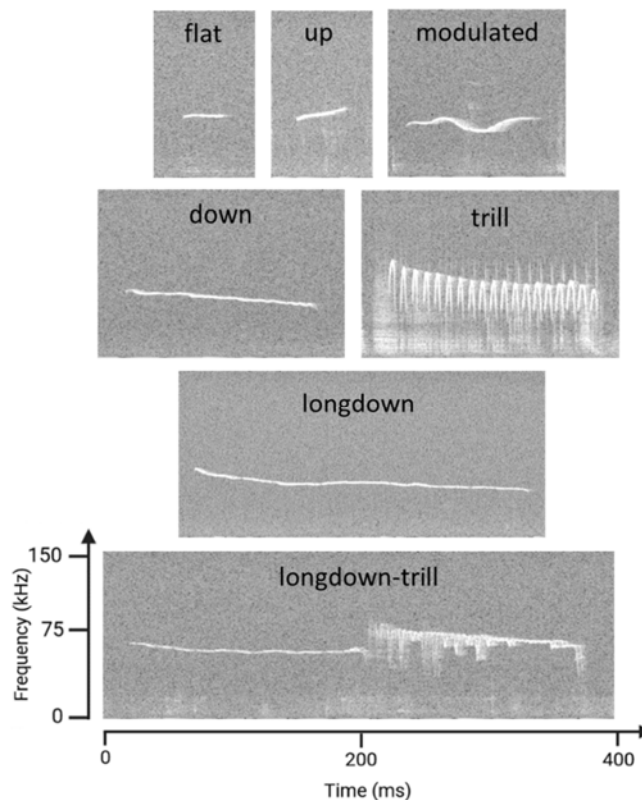 flat
up
modulated
down
trill
longdown
longdown-trill
150
75
0
Frequency (kHz)
0
200
400
Time (ms)